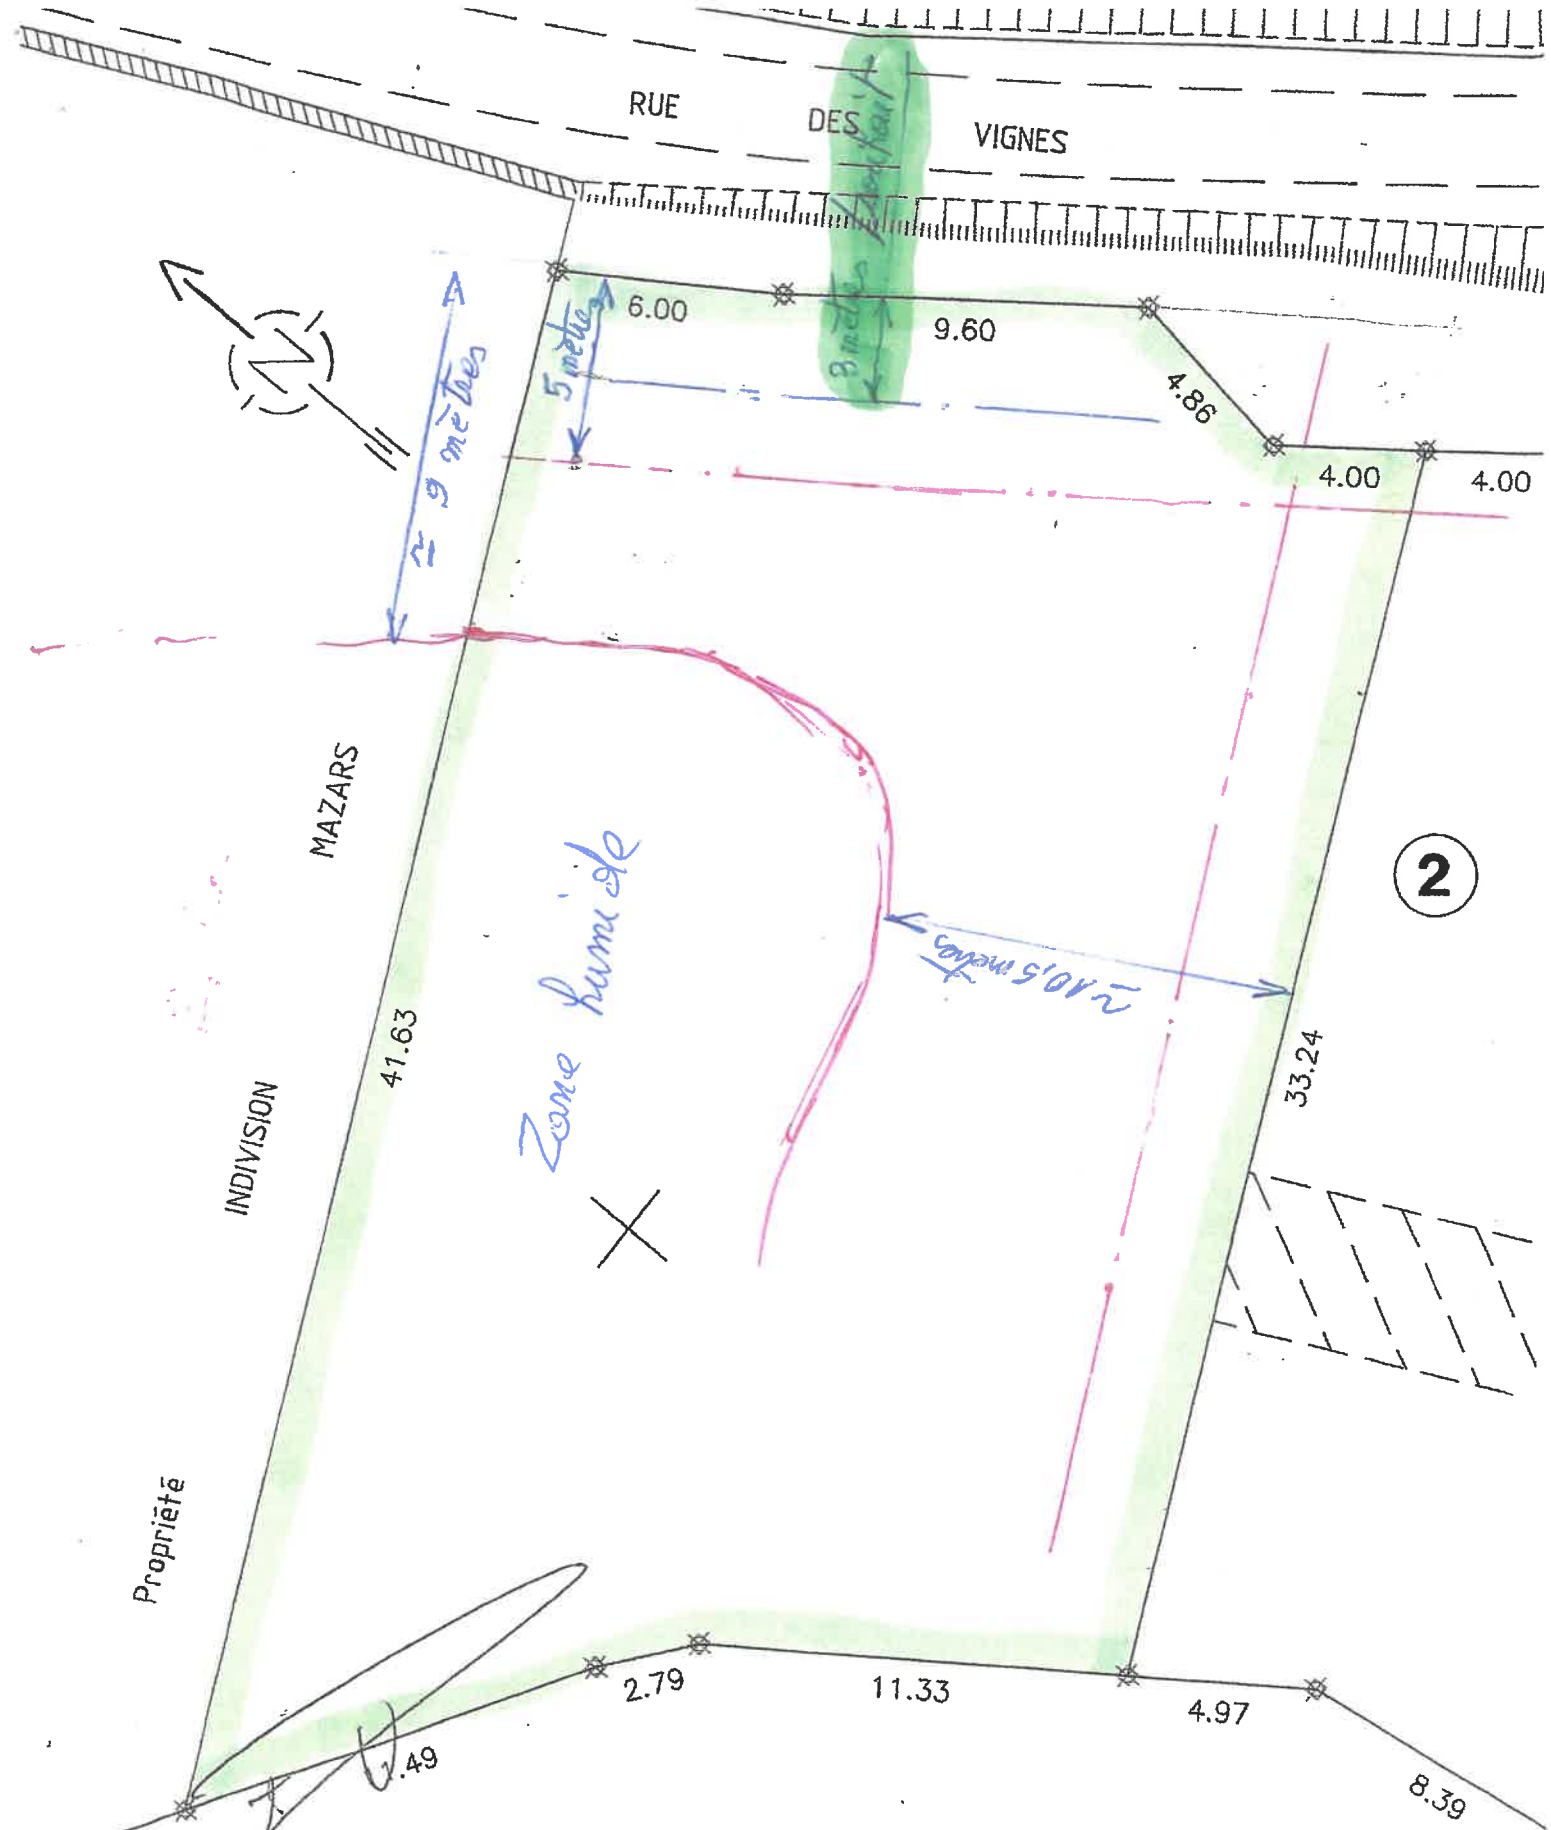 RUE DES VIGNES
3 mètres
6.00
5 mètres
9.60
4.86
4.00
4.00
≃ 9 mètres
MAZARS
2
Zone humide
≃ 10,5 mètres
41.63
33.24
INDIVISION
Propriété
2.79
11.33
4.97
.49
8.39